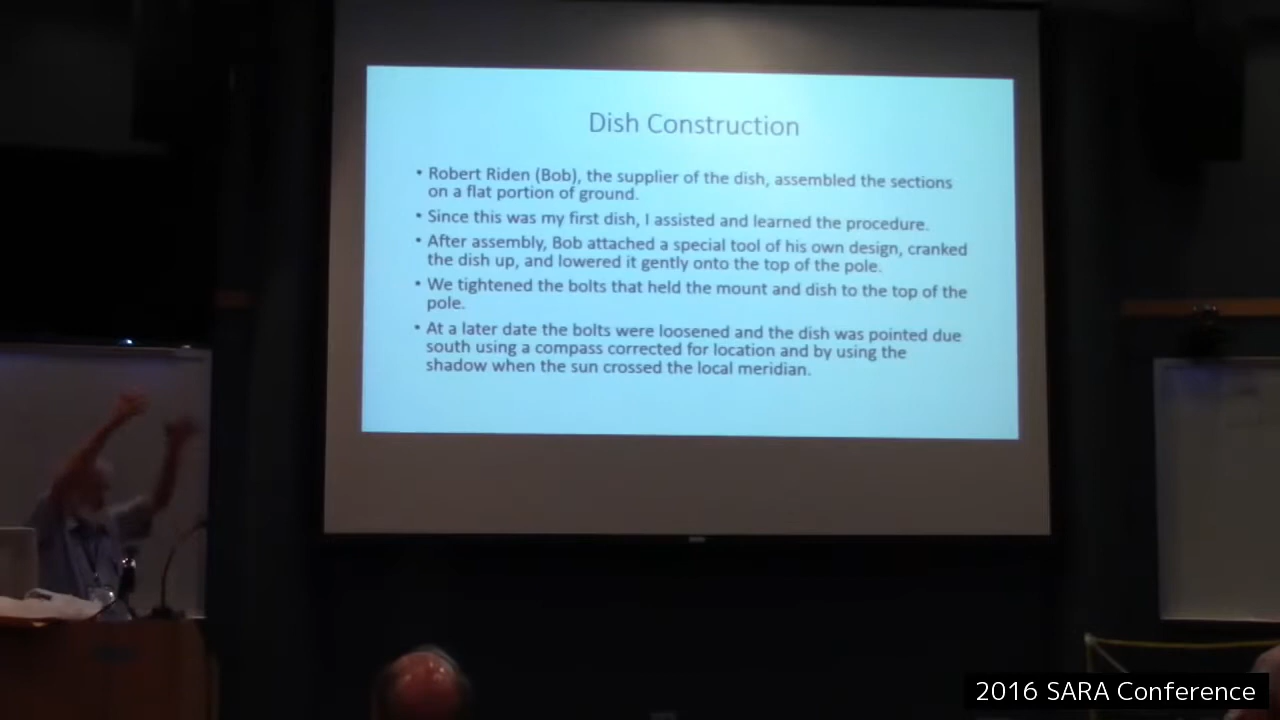 Dish Construction
• Robert Riden (Bob), the supplier of the dish, assembled the sections
on a flat portion of ground.
• Since this was my first dish, I assisted and learned the procedure.
• After assembly, Bob attached a special tool of his own design, cranked
the dish up, and lowered it gently onto the top of the pole.
• We tightened the bolts that held the mount and dish to the top of the
pole.
• At a later date the bolts were loosened and the dish was pointed due
south using a compass corrected for location and by using the
shadow when the sun crossed the local meridian.
2016 SARA Conference